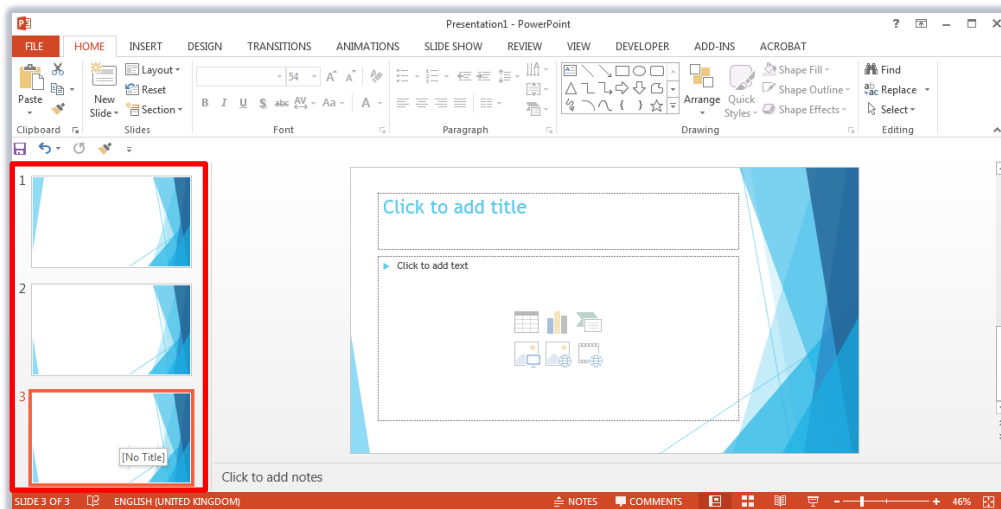 Presentation1 - PowerPoint
FILE HOME INSERT DESIGN TRANSITIONS ANIMATIONS SLIDE SHOW REVIEW VIEW DEVELOPER ADD-INS ACROBAT
Paste
New Slide
Layout
Reset
Section
54
B I U S abc AV Aa A
Arrange
Quick Styles
Shape Fill
Shape Outline
Shape Effects
Find
Replace
Select
Clipboard Slides Font Paragraph Drawing Editing
1
2
3
[No Title]
Click to add title
Click to add text
Click to add notes
SLIDE 3 OF 3 ENGLISH (UNITED KINGDOM) NOTES COMMENTS 46%